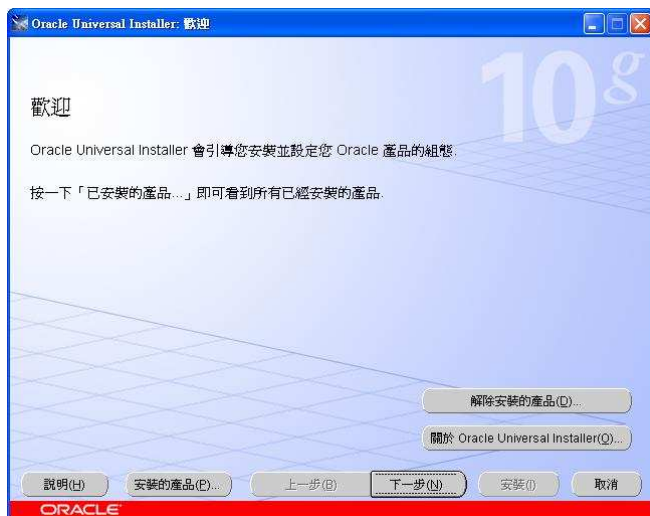 Oracle Universal Installer: 歡迎
10g
歡迎
Oracle Universal Installer 會引導您安裝並設定您 Oracle 產品的組態.
按一下「已安裝的產品...」即可看到所有已經安裝的產品.
解除安裝的產品(D)...
關於 Oracle Universal Installer(O)...
說明(H) 安裝的產品(P)... 上一步(B) 下一步(N) 安裝(I) 取消
ORACLE